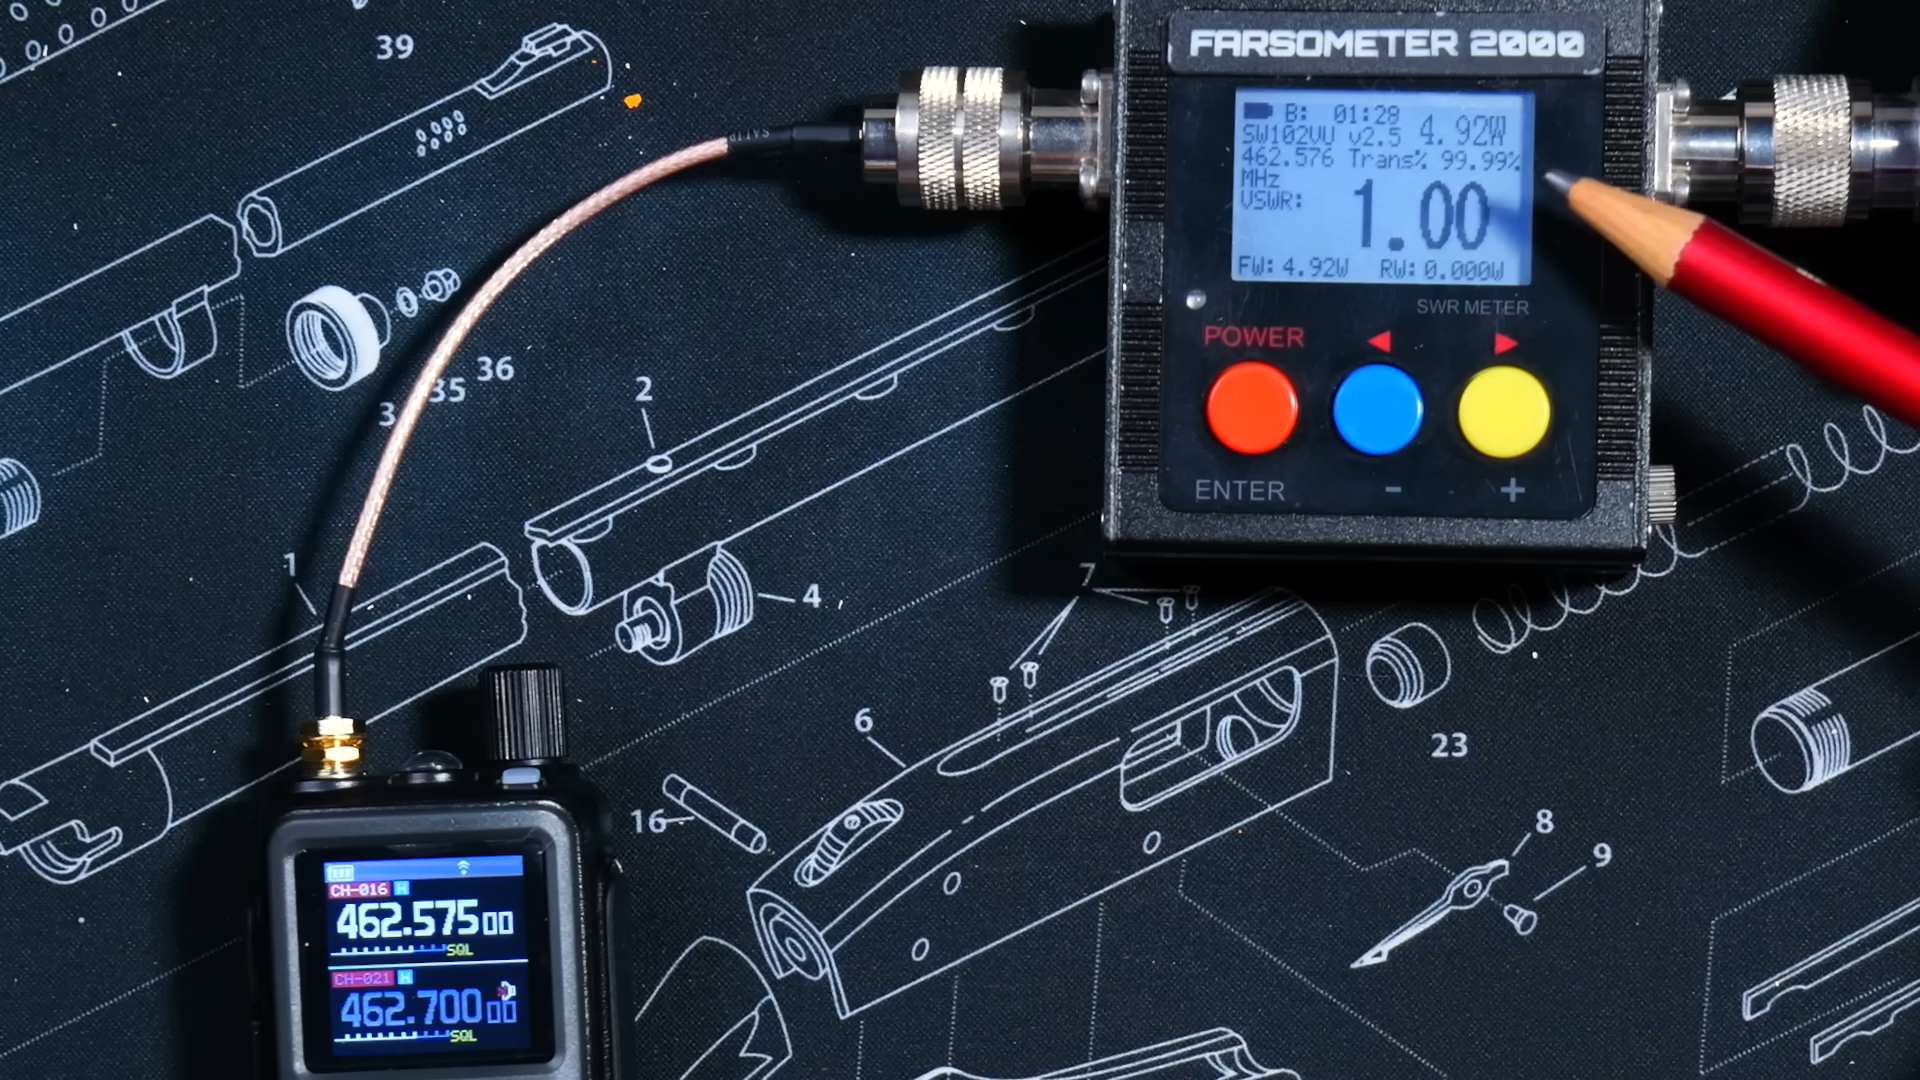 39
FARSOMETER 2000
B: 01:28
SW102VU v2.5 4.92W
462.576 Trans% 99.99%
MHz
VSWR: 1.00
FW: 4.92W RW: 0.000W
SWR METER
POWER
ENTER - +
36
35
3
2
1
4
7
6
23
16
8
9
CH-016 W
462.57500
SQL
CH-021
462.70000
SQL